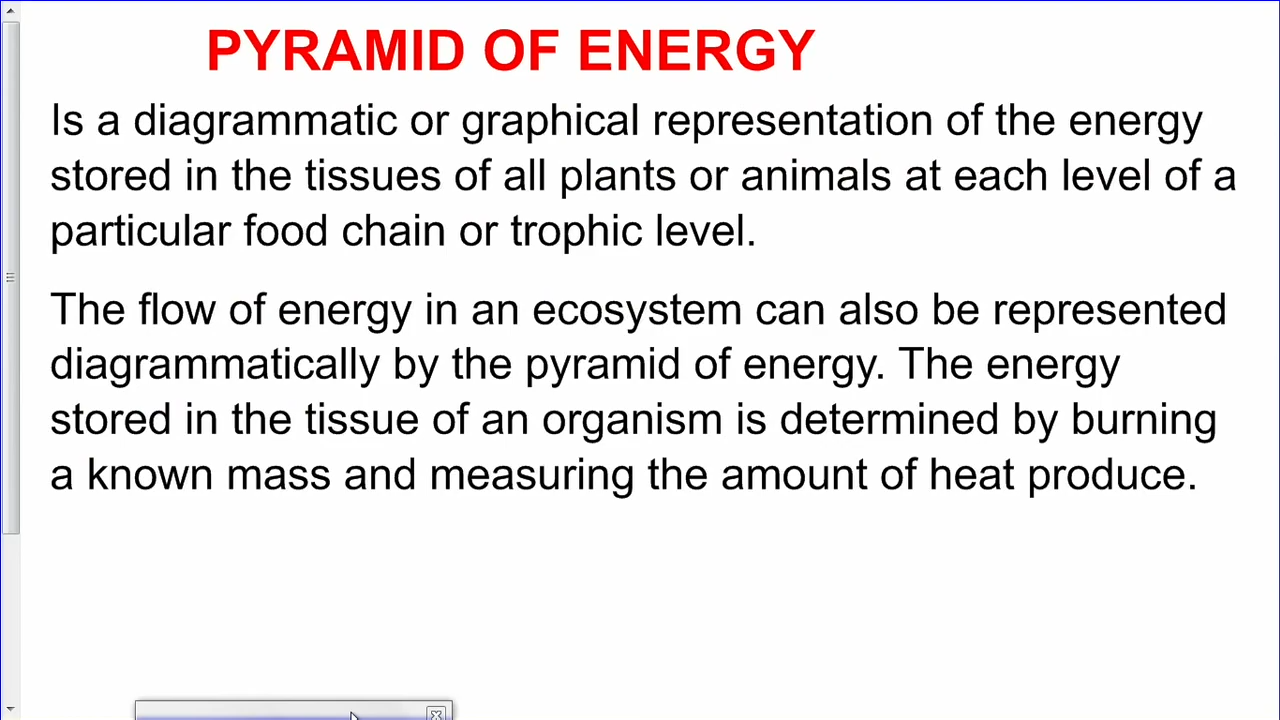 PYRAMID OF ENERGY
Is a diagrammatic or graphical representation of the energy
stored in the tissues of all plants or animals at each level of a
particular food chain or trophic level.
The flow of energy in an ecosystem can also be represented
diagrammatically by the pyramid of energy. The energy
stored in the tissue of an organism is determined by burning
a known mass and measuring the amount of heat produce.